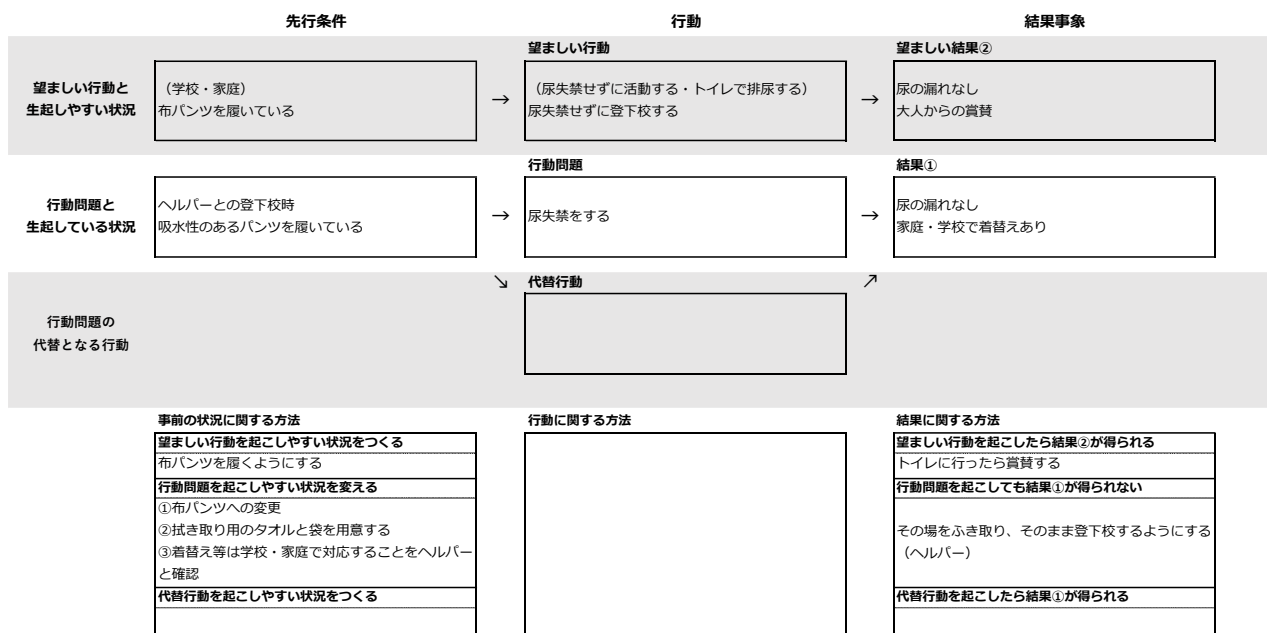 先行条件
行動
結果事象
望ましい行動と
生起しやすい状況
（学校・家庭）
布パンツを履いている
→
望ましい行動
（尿失禁せずに活動する・トイレで排尿する）
尿失禁せずに登下校する
→
望ましい結果②
尿の漏れなし
大人からの賞賛
行動問題と
生起している状況
ヘルパーとの登下校時
吸水性のあるパンツを履いている
→
行動問題
尿失禁をする
→
結果①
尿の漏れなし
家庭・学校で着替えあり
行動問題の
代替となる行動
↘
代替行動
↗
事前の状況に関する方法
望ましい行動を起こしやすい状況をつくる
布パンツを履くようにする
行動問題を起こしやすい状況を変える
①布パンツへの変更
②拭き取り用のタオルと袋を用意する
③着替え等は学校・家庭で対応することをヘルパー
と確認
代替行動を起こしやすい状況をつくる
行動に関する方法
結果に関する方法
望ましい行動を起こしたら結果②が得られる
トイレに行ったら賞賛する
行動問題を起こしても結果①が得られない
その場をふき取り、そのまま登下校するようにする
（ヘルパー）
代替行動を起こしたら結果①が得られる